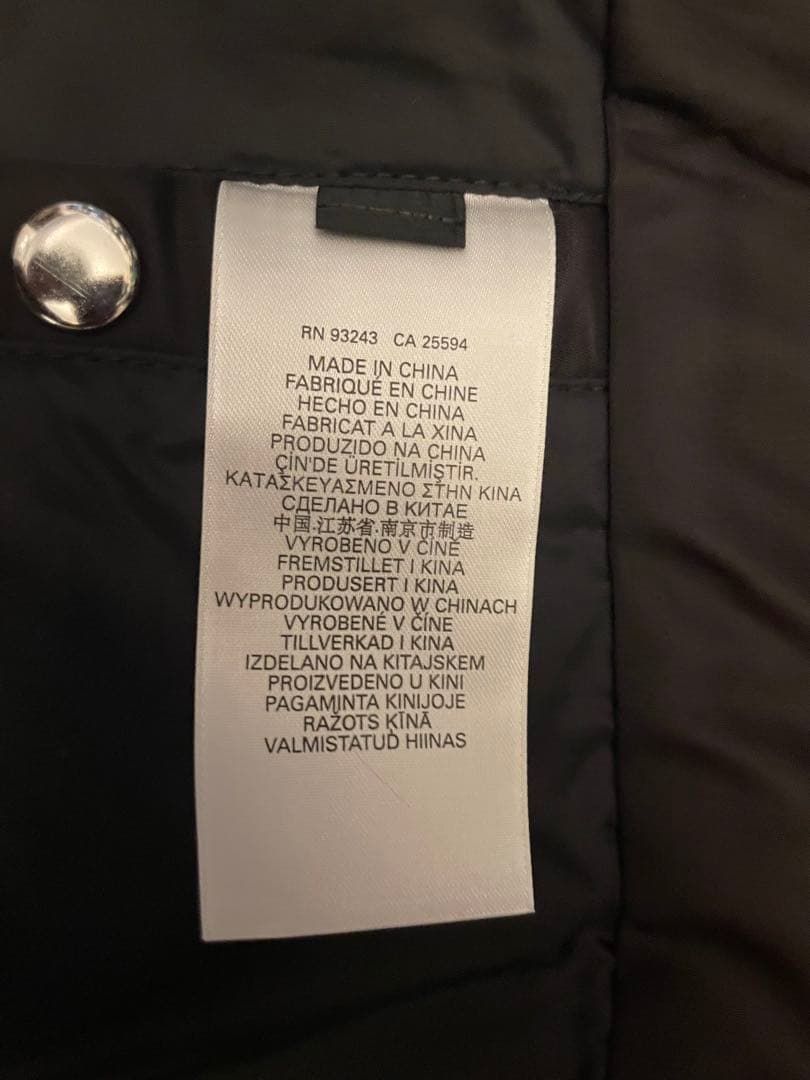 RN 93243 CA 25594
MADE IN CHINA
FABRIQUÉ EN CHINE
HECHO EN CHINA
FABRICAT A LA XINA
PRODUZIDO NA CHINA
ÇİN'DE ÜRETİLMİŞTİR.
ΚΑΤΑΣΚΕΥΑΣΜΕΝΟ ΣΤΗΝ ΚΙΝΑ
СДЕЛАНО В КИТАЕ
中国.江苏省.南京市制造
VYROBENO V ČÍNĚ
FREMSTILLET I KINA
PRODUSERT I KINA
WYPRODUKOWANO W CHINACH
VYROBENÉ V ČÍNE
TILLVERKAD I KINA
IZDELANO NA KITAJSKEM
PROIZVEDENO U KINI
PAGAMINTA KINIJOJE
RAŽOTS ĶĪNĀ
VALMISTATUD HIINAS